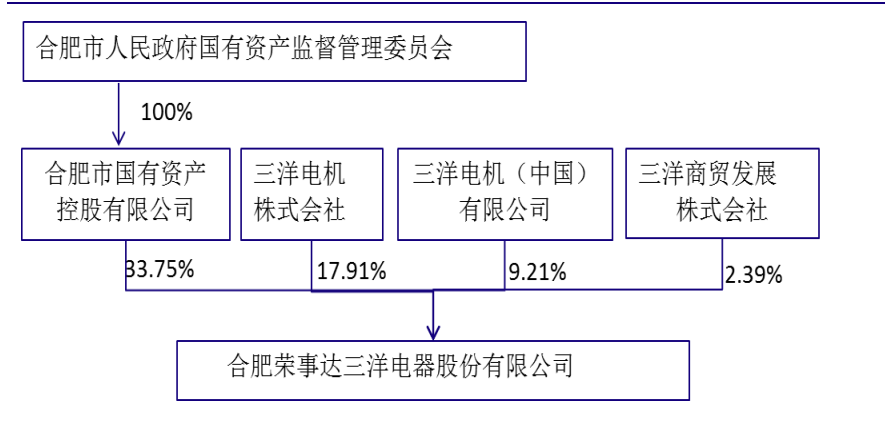 合肥市人民政府国有资产监督管理委员会
100%
合肥市国有资产
控股有限公司
三洋电机
株式会社
三洋电机（中国）
有限公司
三洋商贸发展
株式会社
33.75%
17.91%
9.21%
2.39%
合肥荣事达三洋电器股份有限公司